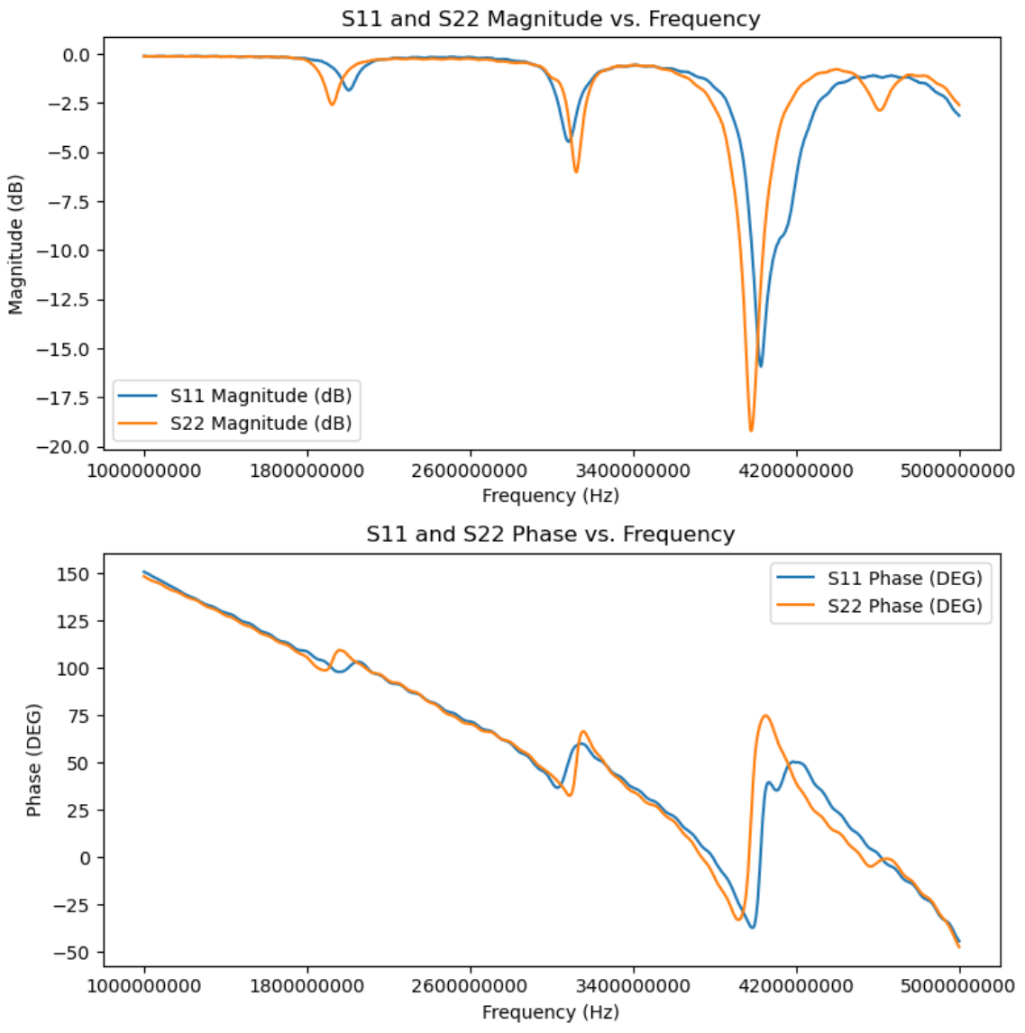 S11 and S22 Magnitude vs. Frequency
0.0
−2.5
−5.0
−7.5
−10.0
−12.5
−15.0
−17.5
−20.0
Magnitude (dB)
S11 Magnitude (dB)
S22 Magnitude (dB)
1000000000 1800000000 2600000000 3400000000 4200000000 5000000000
Frequency (Hz)
S11 and S22 Phase vs. Frequency
150
125
100
75
50
25
0
−25
−50
Phase (DEG)
S11 Phase (DEG)
S22 Phase (DEG)
1000000000 1800000000 2600000000 3400000000 4200000000 5000000000
Frequency (Hz)